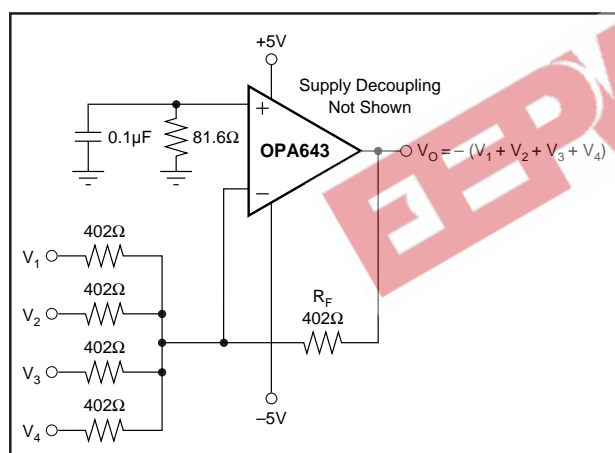 +5V
Supply Decoupling
Not Shown
+
0.1µF
81.6Ω
OPA643
V_O = – (V_1 + V_2 + V_3 + V_4)
–
402Ω
V_1
402Ω
V_2
R_F
402Ω
402Ω
V_3
402Ω
–5V
V_4